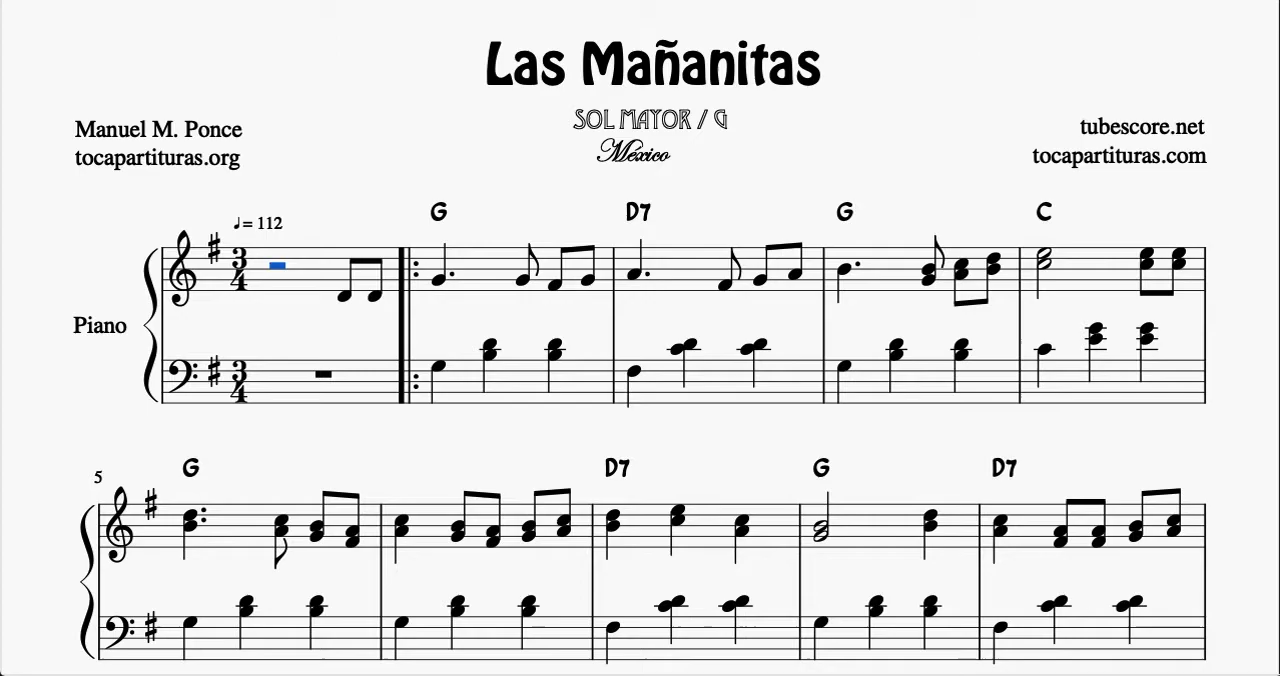 Las Mañanitas
SOL MAYOR / G
México
Manuel M. Ponce
tocapartituras.org
tubescore.net
tocapartituras.com
♩ = 112
G D7 G C
3 3
4 4
Piano
5
G D7 G D7